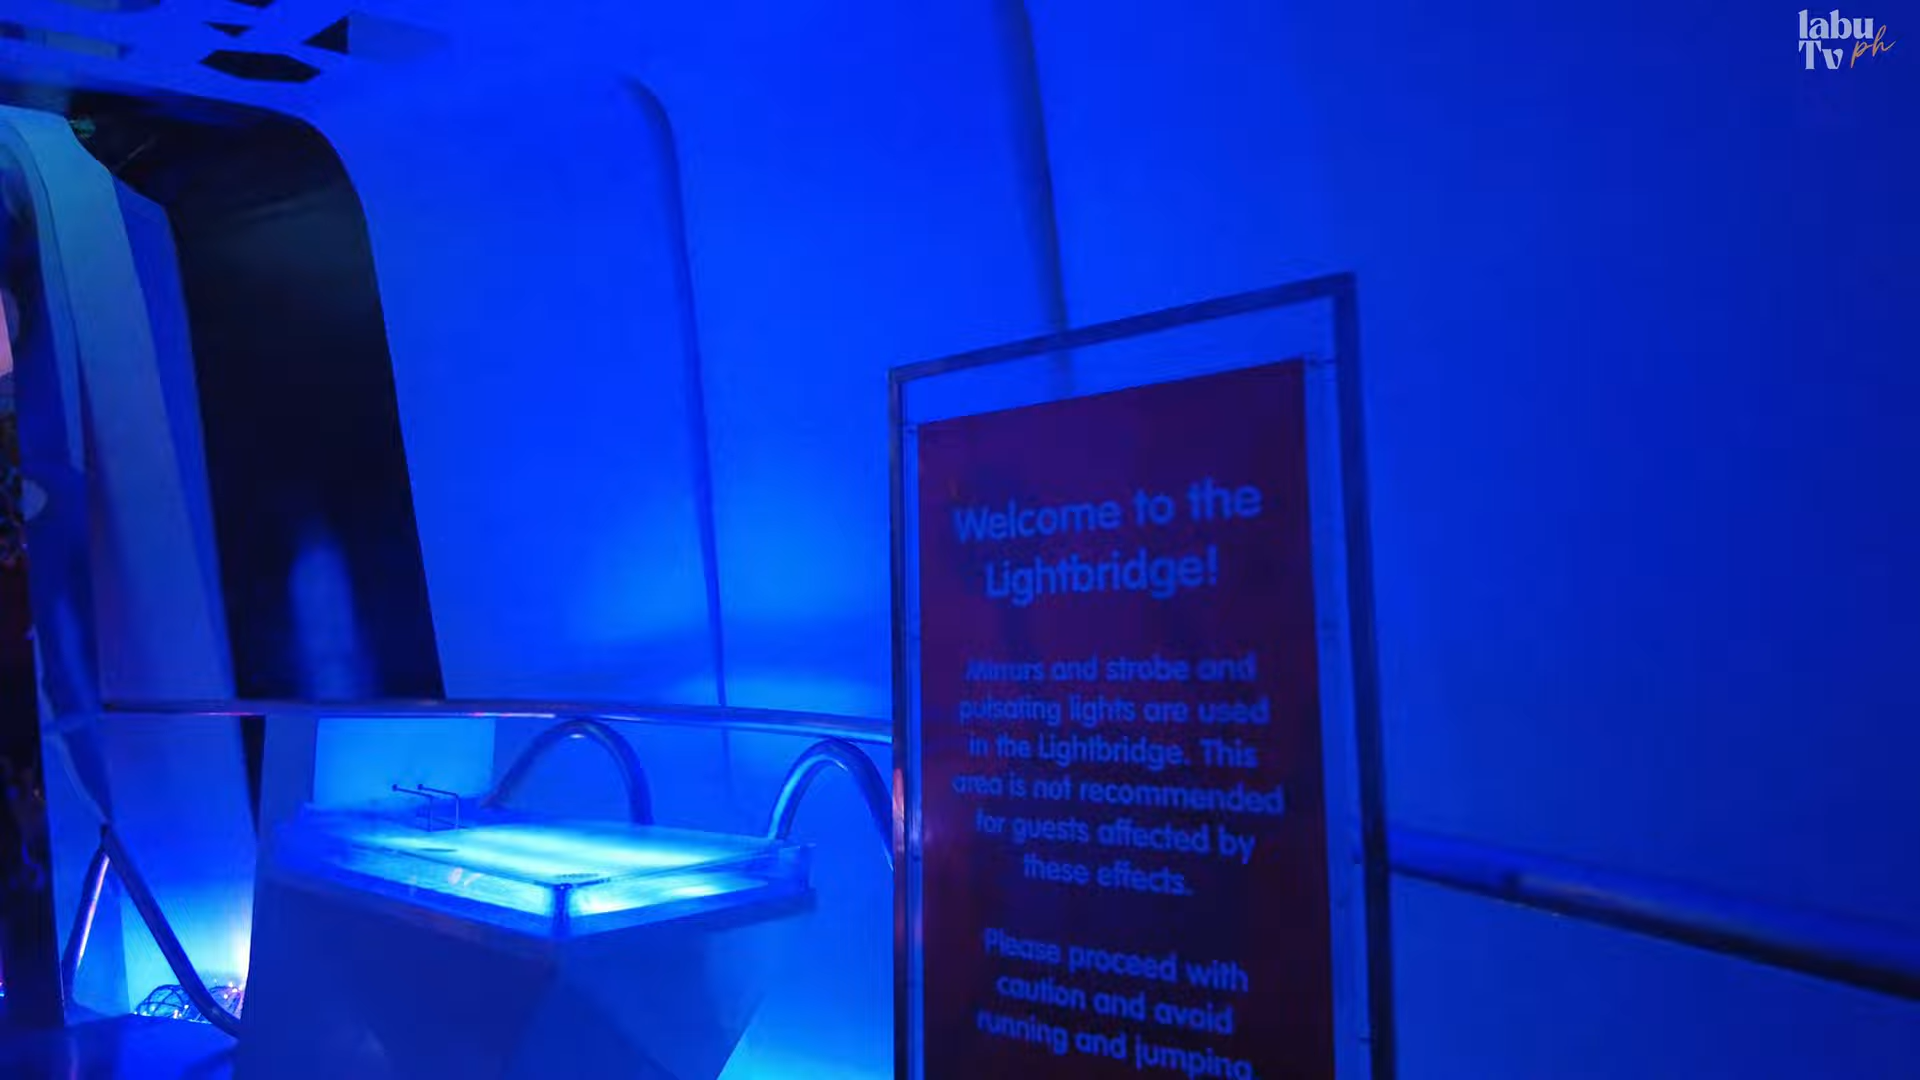 labu
Tv ph
Welcome to the
Lightbridge!
Mirrors and strobe and
pulsating lights are used
in the Lightbridge. This
area is not recommended
for guests affected by
these effects.
Please proceed with
caution and avoid
running and jumping